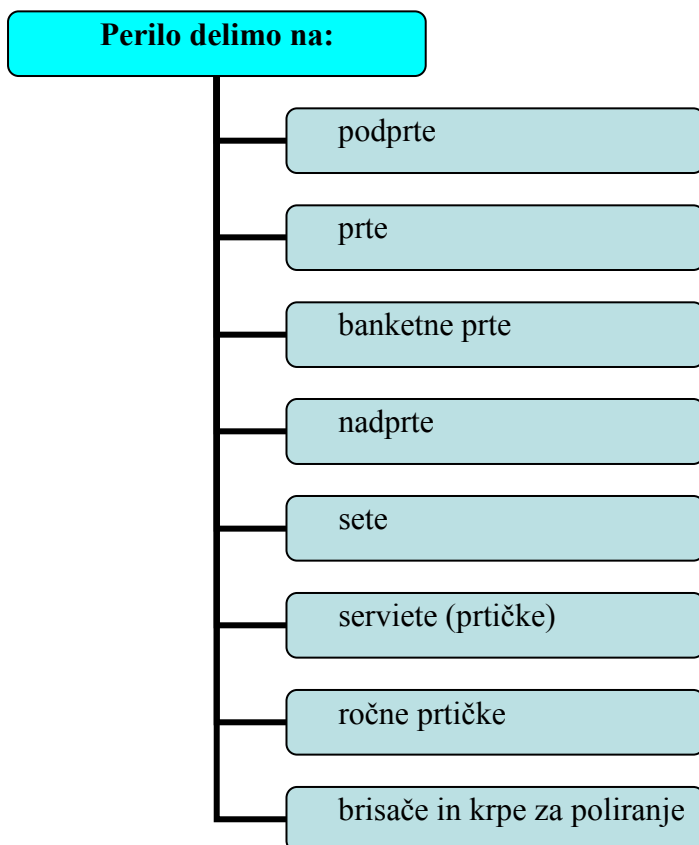 Perilo delimo na:
podprte
prte
banketne prte
nadprte
sete
serviete (prtičke)
ročne prtičke
brisače in krpe za poliranje